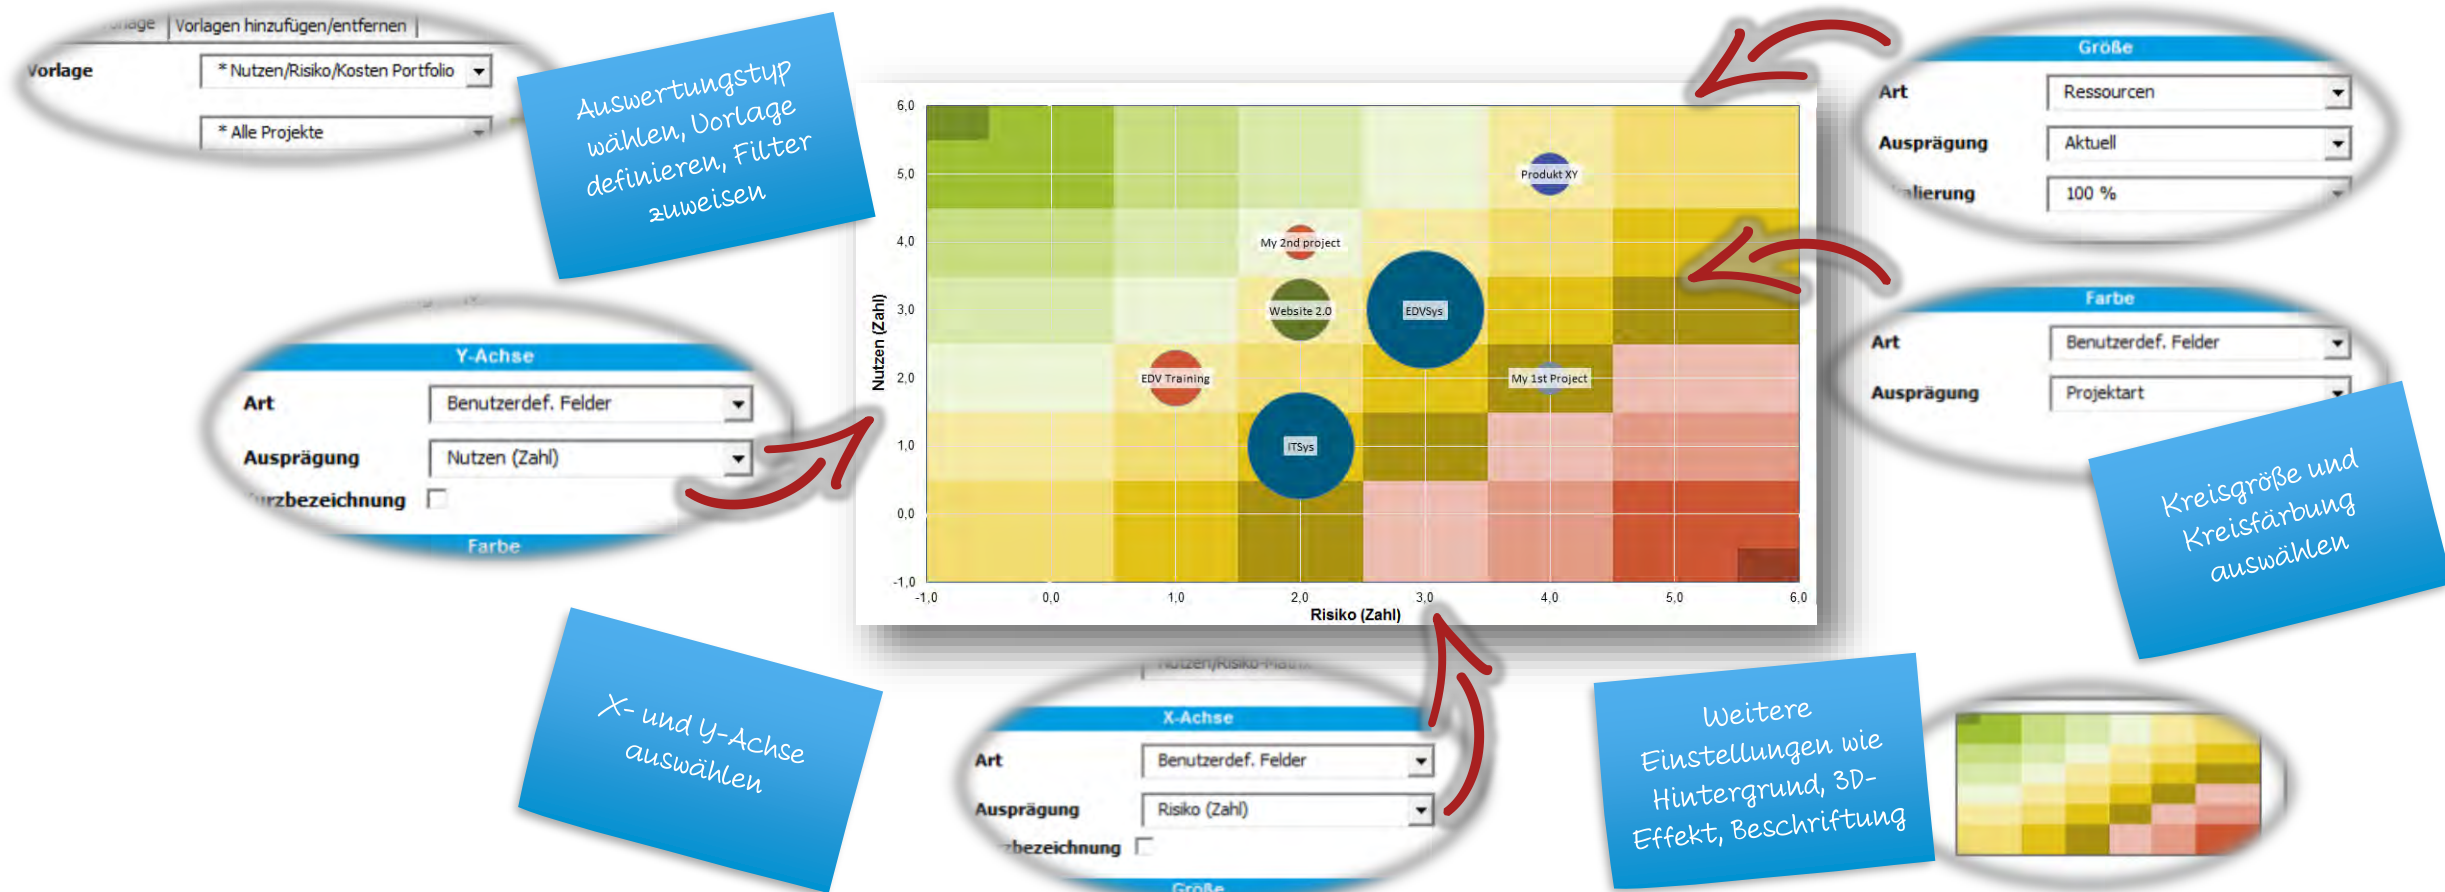 Vorlagen hinzufügen/entfernen
Vorlage
* Nutzen/Risiko/Kosten Portfolio
* Alle Projekte
Auswertungstyp
wählen, Vorlage
definieren, Filter
zuweisen
Y-Achse
Art
Benutzerdef. Felder
Ausprägung
Nutzen (Zahl)
Farbe
X- und Y-Achse
auswählen
Nutzen (Zahl)
6,0
5,0
4,0
3,0
2,0
1,0
0,0
-1,0
Produkt XY
My 2nd project
Website 2.0
EDVSys
EDV Training
My 1st Project
ITSys
-1,0
0,0
1,0
2,0
3,0
4,0
5,0
6,0
Risiko (Zahl)
Nutzen/Risiko-Matrix
X-Achse
Art
Benutzerdef. Felder
Ausprägung
Risiko (Zahl)
Größe
Größe
Art
Ressourcen
Ausprägung
Aktuell
100 %
Farbe
Art
Benutzerdef. Felder
Ausprägung
Projektart
Kreisgröße und
Kreisfärbung
auswählen
Weitere
Einstellungen wie
Hintergrund, 3D-
Effekt, Beschriftung